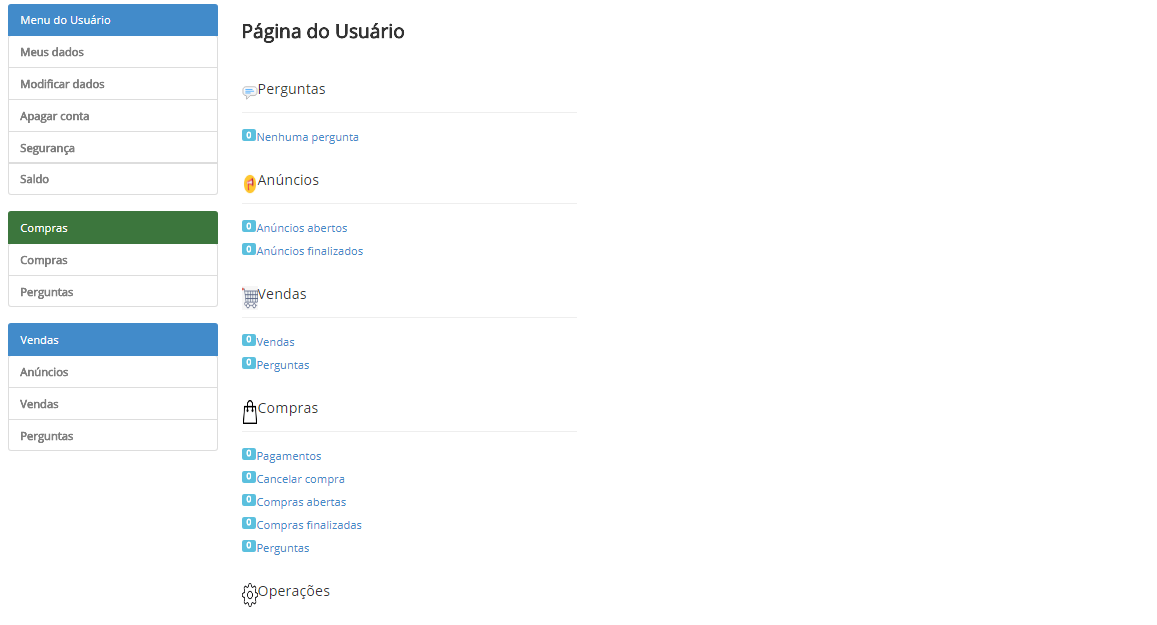 Menu do Usuário
Meus dados
Modificar dados
Apagar conta
Segurança
Saldo
Compras
Compras
Perguntas
Vendas
Anúncios
Vendas
Perguntas
Página do Usuário
Perguntas
0 Nenhuma pergunta
Anúncios
0 Anúncios abertos
0 Anúncios finalizados
Vendas
0 Vendas
0 Perguntas
Compras
0 Pagamentos
0 Cancelar compra
0 Compras abertas
0 Compras finalizadas
0 Perguntas
Operações